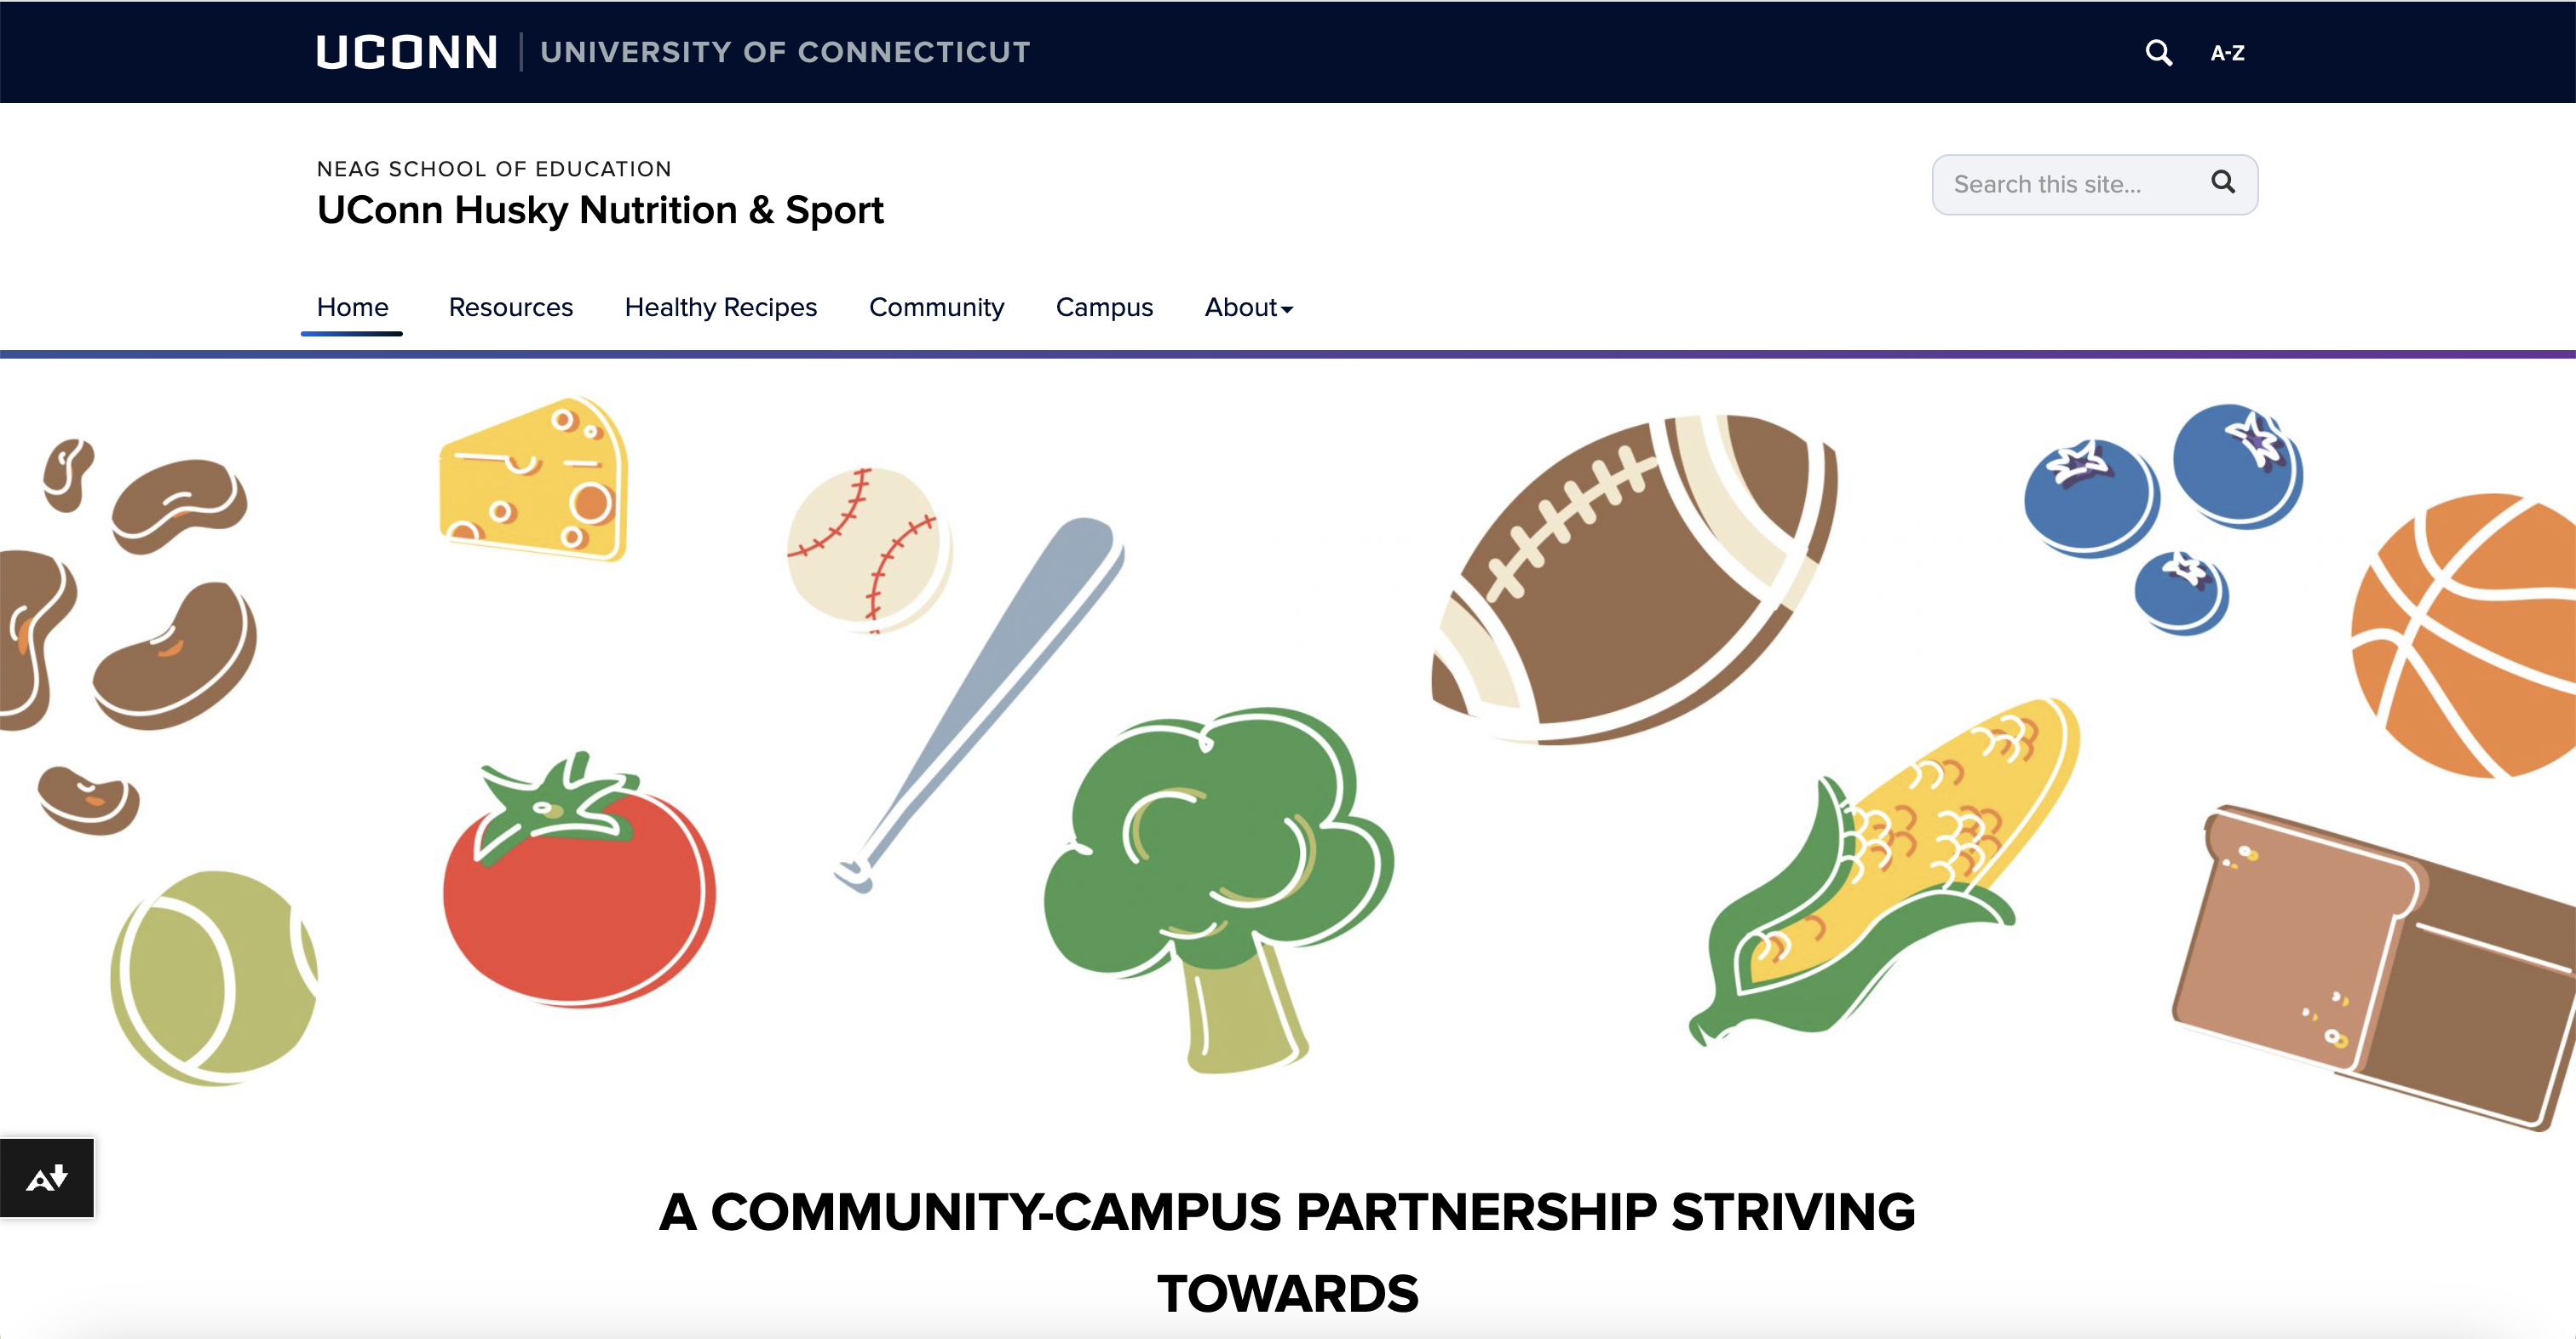 UCONN UNIVERSITY OF CONNECTICUT A-Z
NEAG SCHOOL OF EDUCATION
UConn Husky Nutrition & Sport
Search this site...
Home Resources Healthy Recipes Community Campus About
A COMMUNITY-CAMPUS PARTNERSHIP STRIVING
TOWARDS